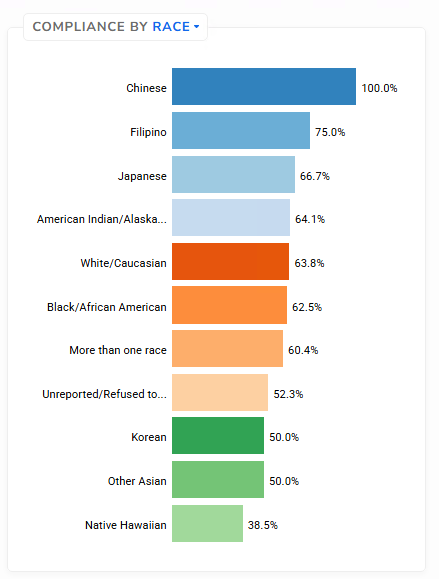 COMPLIANCE BY RACE
Chinese 100.0%
Filipino 75.0%
Japanese 66.7%
American Indian/Alaska... 64.1%
White/Caucasian 63.8%
Black/African American 62.5%
More than one race 60.4%
Unreported/Refused to... 52.3%
Korean 50.0%
Other Asian 50.0%
Native Hawaiian 38.5%